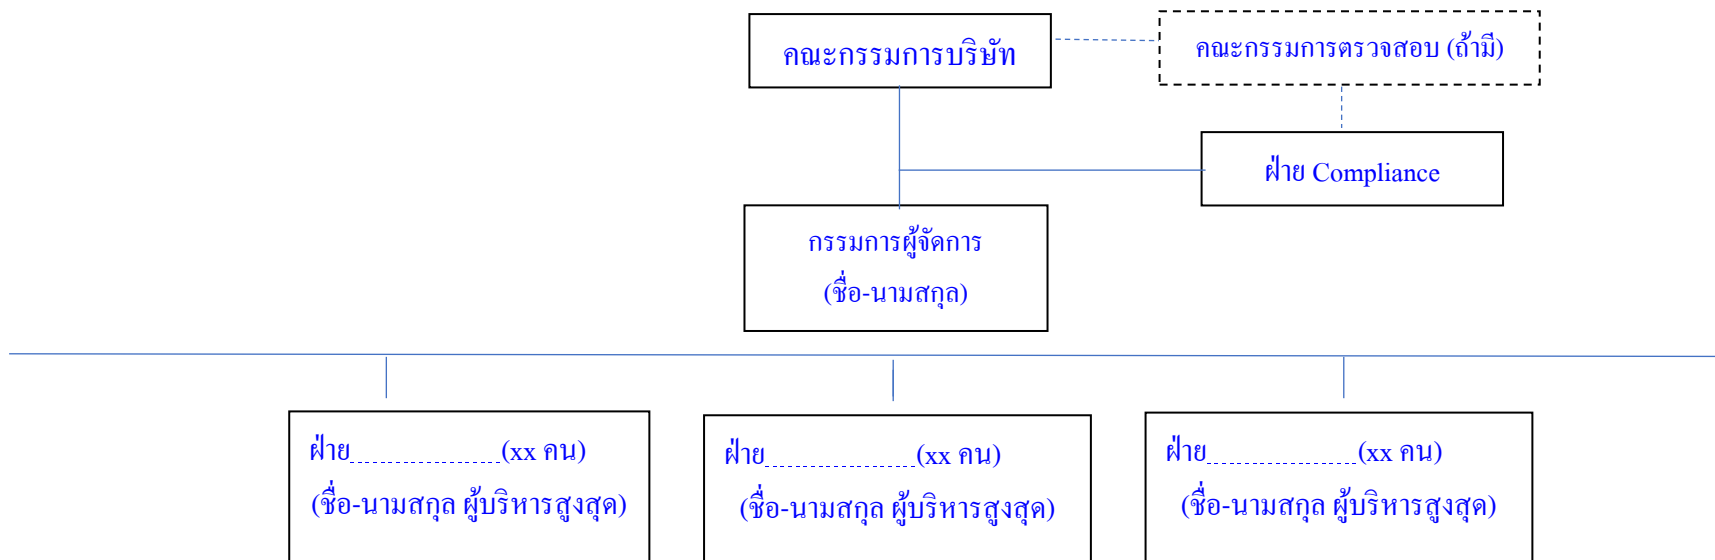 คณะกรรมการบริษัท
คณะกรรมการตรวจสอบ (ถ้ามี)
ฝ่าย Compliance
กรรมการผู้จัดการ
(ชื่อ-นามสกุล)
ฝ่าย (xx คน)
(ชื่อ-นามสกุล ผู้บริหารสูงสุด)
ฝ่าย (xx คน)
(ชื่อ-นามสกุล ผู้บริหารสูงสุด)
ฝ่าย (xx คน)
(ชื่อ-นามสกุล ผู้บริหารสูงสุด)